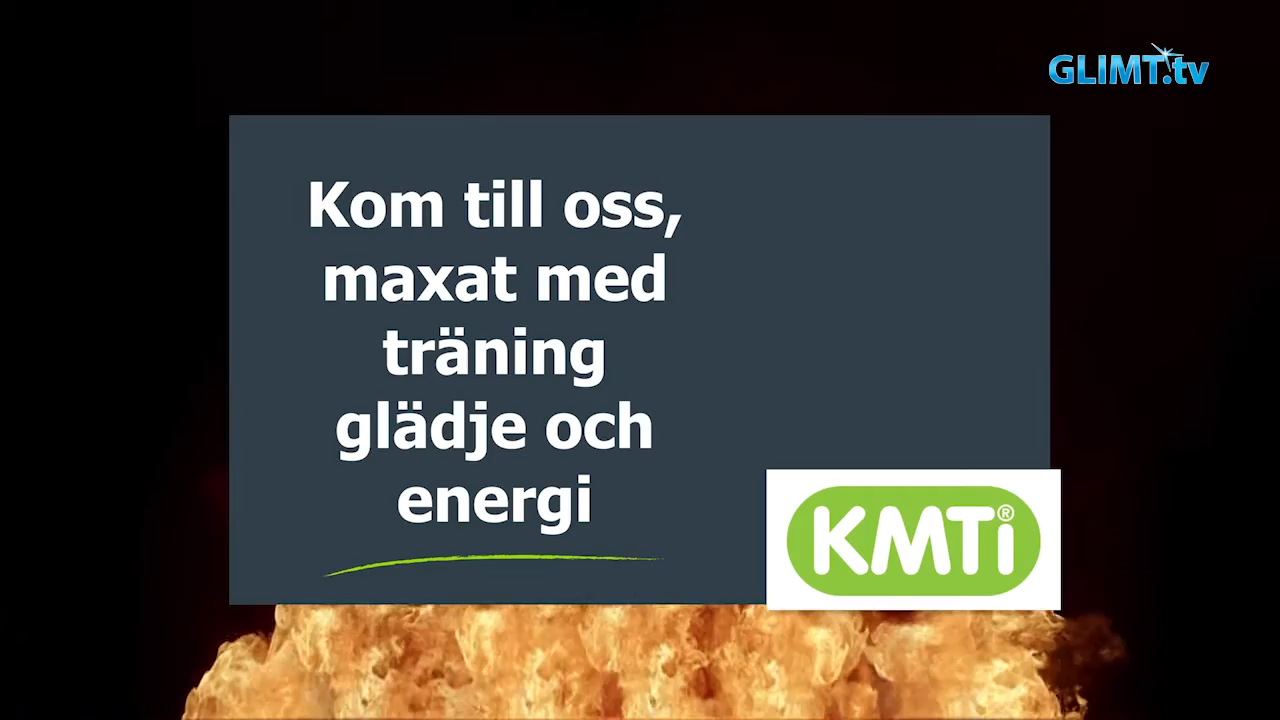 GLIMT.tv
Kom till oss,
maxat med
träning
glädje och
energi
KMTi®